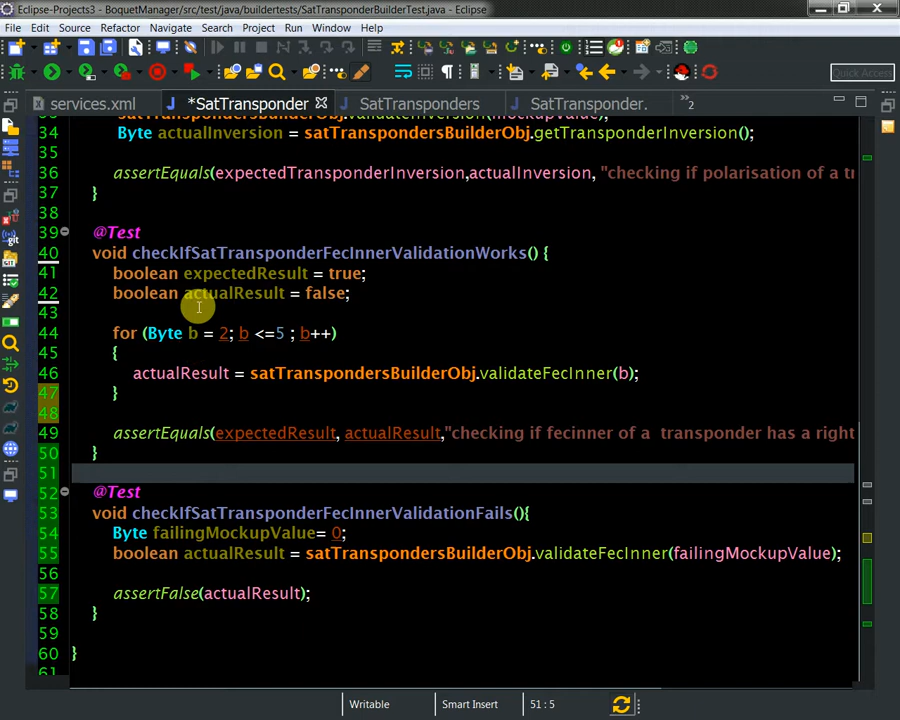 Eclipse-Projects3 - BoquetManager/src/test/java/buildertests/SatTransponderBuilderTest.java - Eclipse
File Edit Source Refactor Navigate Search Project Run Window Help
Quick Access
services.xml *SatTransponder SatTransponders SatTransponder. »2
34 Byte actualInversion = satTranspondersBuilderObj.getTransponderInversion();
35
36 assertEquals(expectedTransponderInversion,actualInversion, "checking if polarisation of a tr
37 }
38
39 @Test
40 void checkIfSatTransponderFecInnerValidationWorks() {
41 boolean expectedResult = true;
42 boolean actualResult = false;
43
44 for (Byte b = 2; b <=5 ; b++)
45 {
46 actualResult = satTranspondersBuilderObj.validateFecInner(b);
47 }
48
49 assertEquals(expectedResult, actualResult,"checking if fecinner of a  transponder has a right
50 }
51
52 @Test
53 void checkIfSatTransponderFecInnerValidationFails(){
54 Byte failingMockupValue= 0;
55 boolean actualResult = satTranspondersBuilderObj.validateFecInner(failingMockupValue);
56
57 assertFalse(actualResult);
58 }
59
60 }
61
Writable Smart Insert 51 : 5